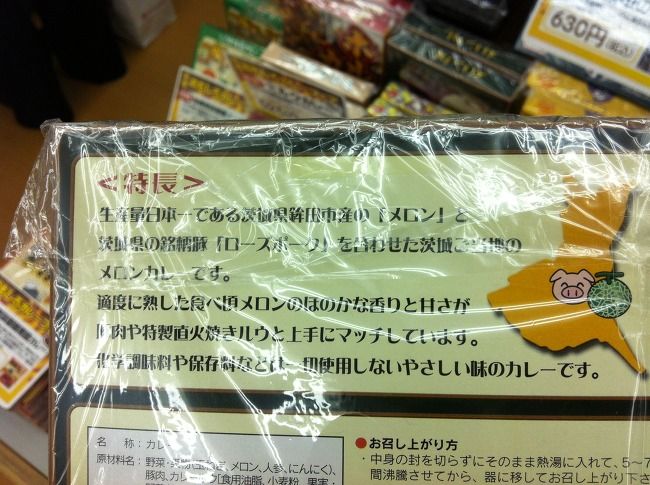 630円(税込)
<特長>
生産量日本一である茨城県鉾田市産の『メロン』と
茨城県の銘柄豚『ローズポーク』を合わせた茨城ご当地の
メロンカレーです。
適度に熟した食べ頃メロンのほのかな香りと甘さが
豚肉や特製直火焼きルウと上手にマッチしています。
化学調味料や保存料などは一切使用しないやさしい味のカレーです。
名 称:カレー
原材料名:野菜・果物(玉ねぎ、メロン、人参、にんにく)、
豚肉、カレールウ(食用油脂、小麦粉、果実・
●お召し上がり方
・中身の封を切らずにそのまま熱湯に入れて、5〜7
間沸騰させてから、器に移してお召し上がり下さ